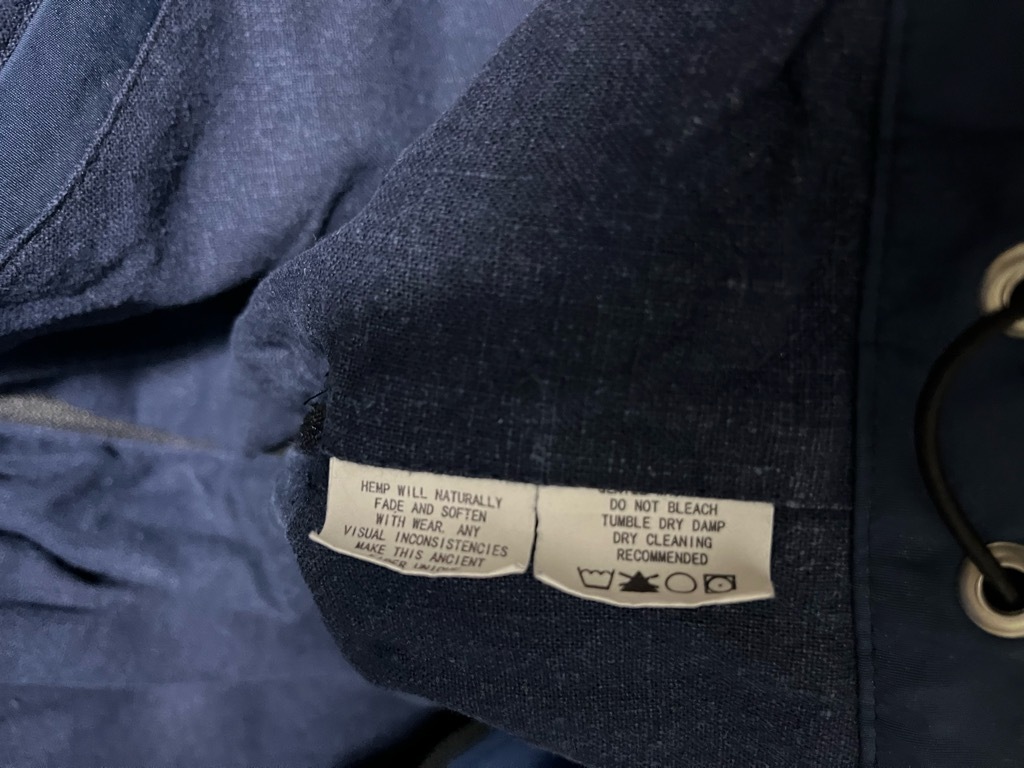 HEMP WILL NATURALLY
FADE AND SOFTEN
WITH WEAR. ANY
VISUAL INCONSISTENCIES
MAKE THIS ANCIENT
DO NOT BLEACH
TUMBLE DRY DAMP
DRY CLEANING
RECOMMENDED